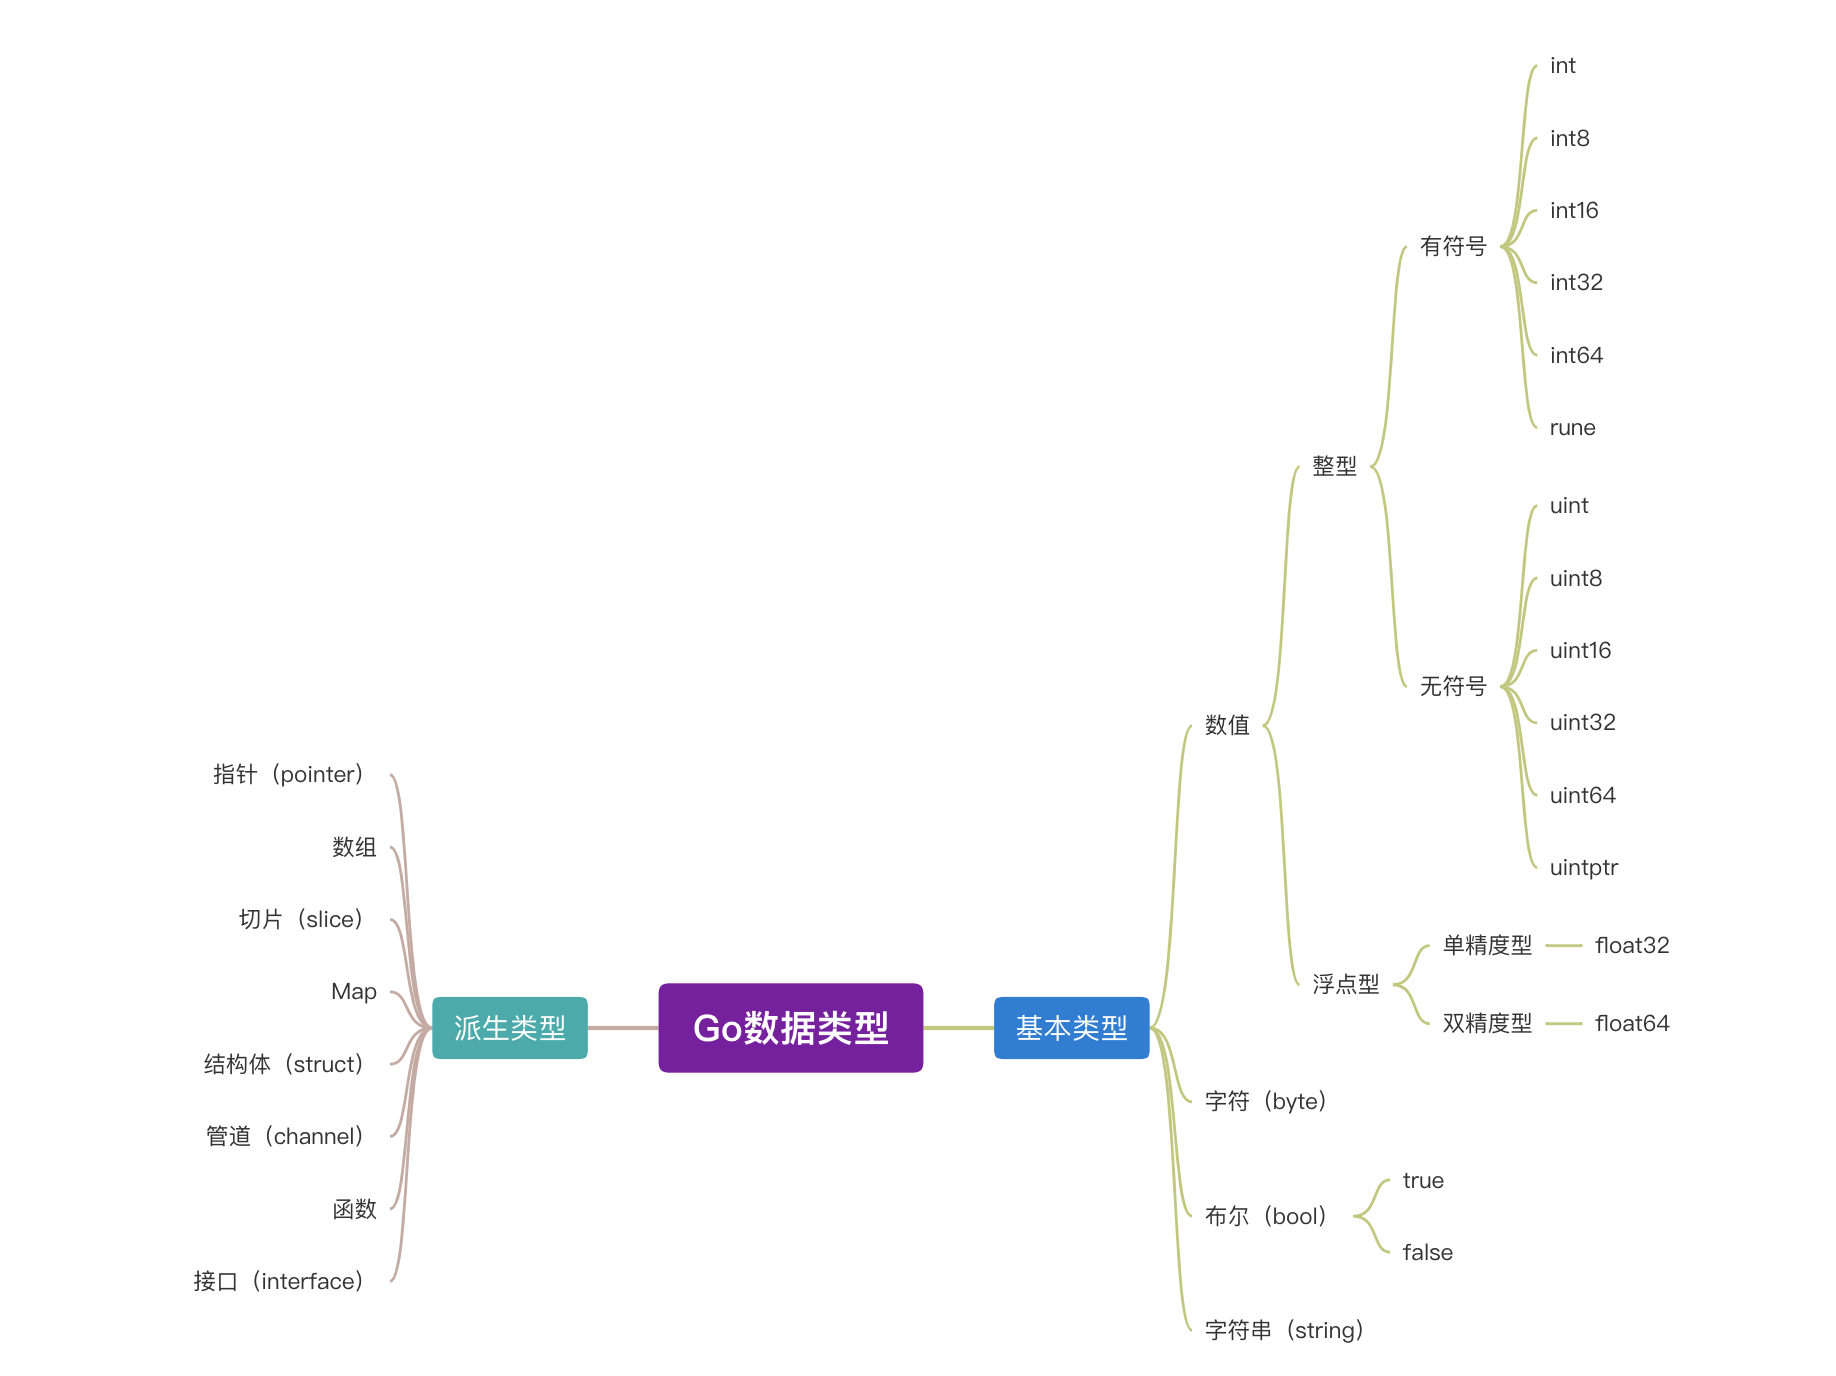 Go数据类型
基本类型
数值
整型
有符号
int
int8
int16
int32
int64
rune
无符号
uint
uint8
uint16
uint32
uint64
uintptr
浮点型
单精度型
float32
双精度型
float64
字符（byte）
布尔（bool）
true
false
字符串（string）
派生类型
指针（pointer）
数组
切片（slice）
Map
结构体（struct）
管道（channel）
函数
接口（interface）